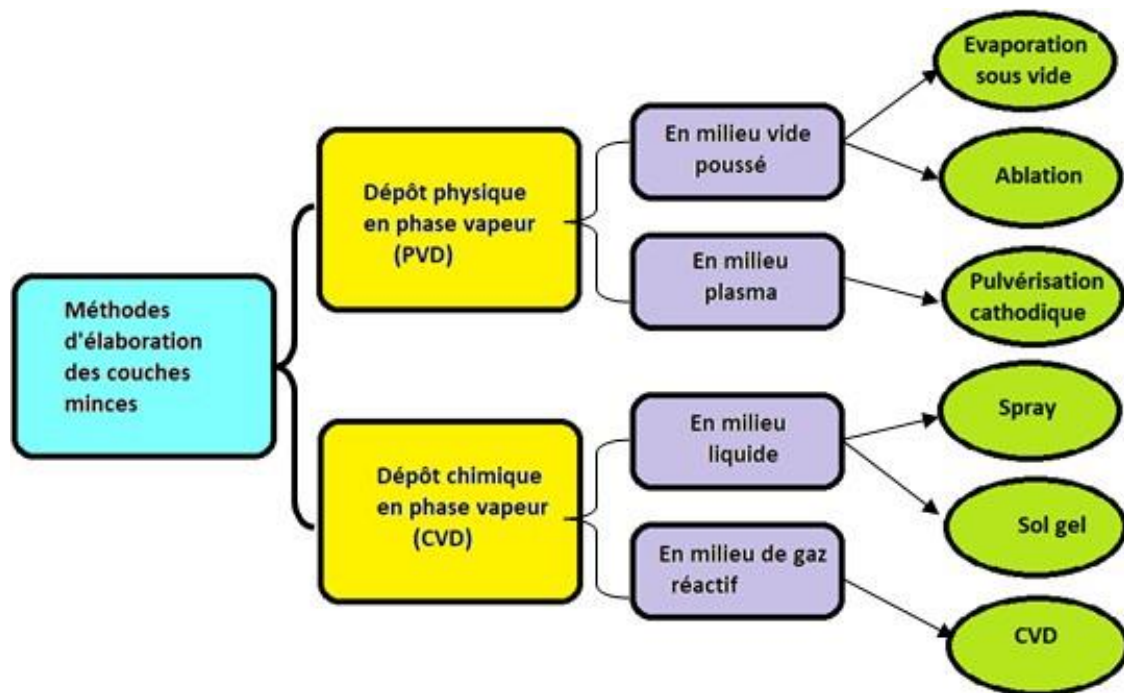 Méthodes
d'élaboration
des couches
minces
Dépôt physique
en phase vapeur
(PVD)
En milieu vide
poussé
Evaporation
sous vide
Ablation
En milieu
plasma
Pulvérisation
cathodique
Dépôt chimique
en phase vapeur
(CVD)
En milieu
liquide
Spray
Sol gel
En milieu de gaz
réactif
CVD